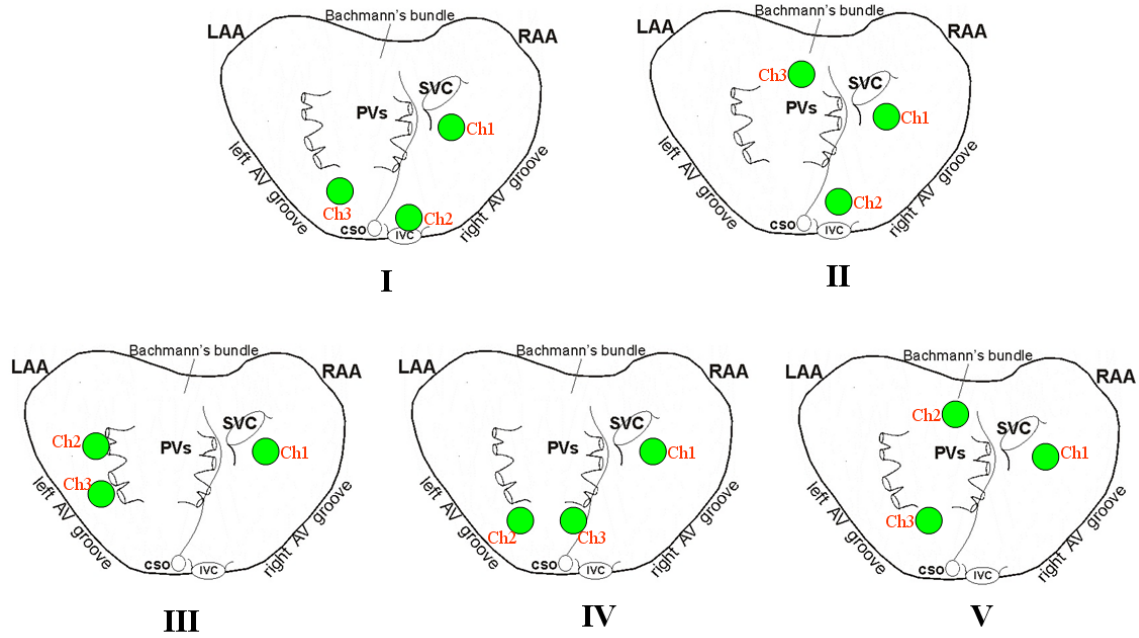 Bachmann's bundle
LAA
RAA
SVC
PVs
Ch1
Ch3
Ch2
left AV groove
right AV groove
cso
IVC
I
Bachmann's bundle
LAA
RAA
Ch3
SVC
PVs
Ch1
Ch2
left AV groove
right AV groove
cso
IVC
II
Bachmann's bundle
LAA
RAA
SVC
Ch2
PVs
Ch1
Ch3
left AV groove
right AV groove
cso
IVC
III
Bachmann's bundle
LAA
RAA
SVC
PVs
Ch1
Ch2
Ch3
left AV groove
right AV groove
cso
IVC
IV
Bachmann's bundle
LAA
RAA
Ch2
SVC
PVs
Ch1
Ch3
left AV groove
right AV groove
cso
IVC
V